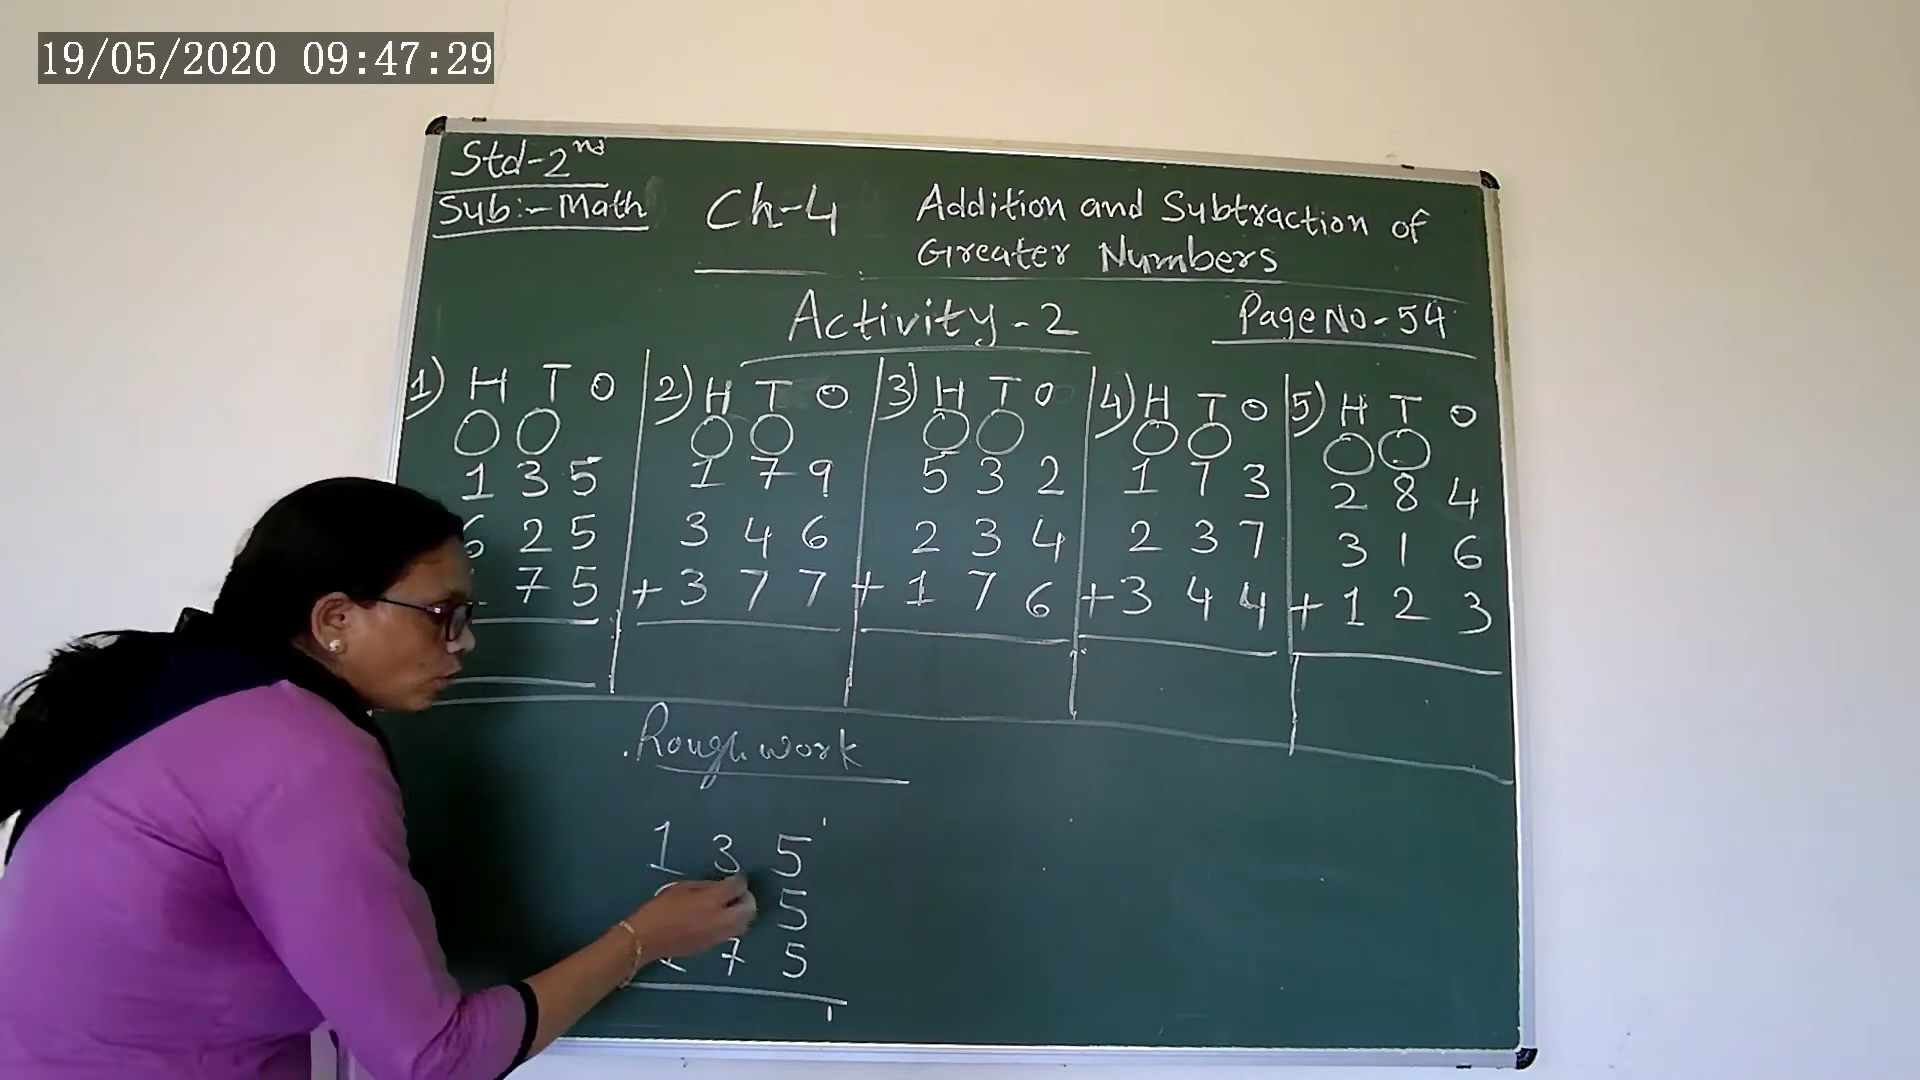 19/05/2020 09:47:29
Std-2nd
Sub:- Math
Ch-4 Addition and Subtraction of
Greater Numbers
Activity-2
Page No-54
1) H T O
1 3 5
6 2 5
7 5
2) H T O
1 7 9
3 4 6
+ 3 7 7
3) H T O
5 3 2
2 3 4
+ 1 7 6
4) H T O
1 7 3
2 3 7
+ 3 4 4
5) H T O
2 8 4
3 1 6
+ 1 2 3
Rough work
1 3 5
5
7 5